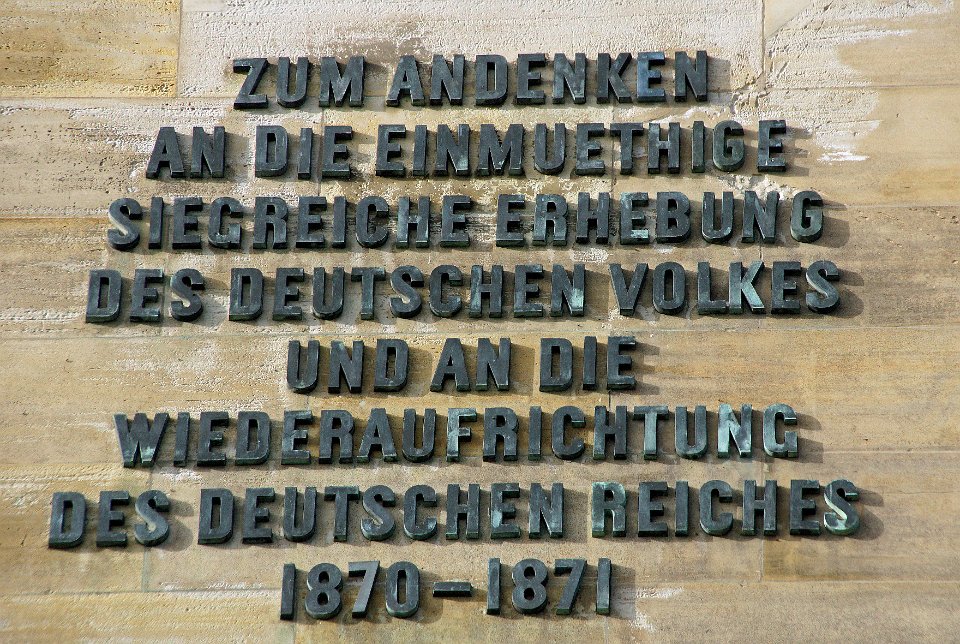 ZUM ANDENKEN
AN DIE EINMUETHIGE
SIEGREICHE ERHEBUNG
DES DEUTSCHEN VOLKES
UND AN DIE
WIEDERAUFRICHTUNG
DES DEUTSCHEN REICHES
1870–1871